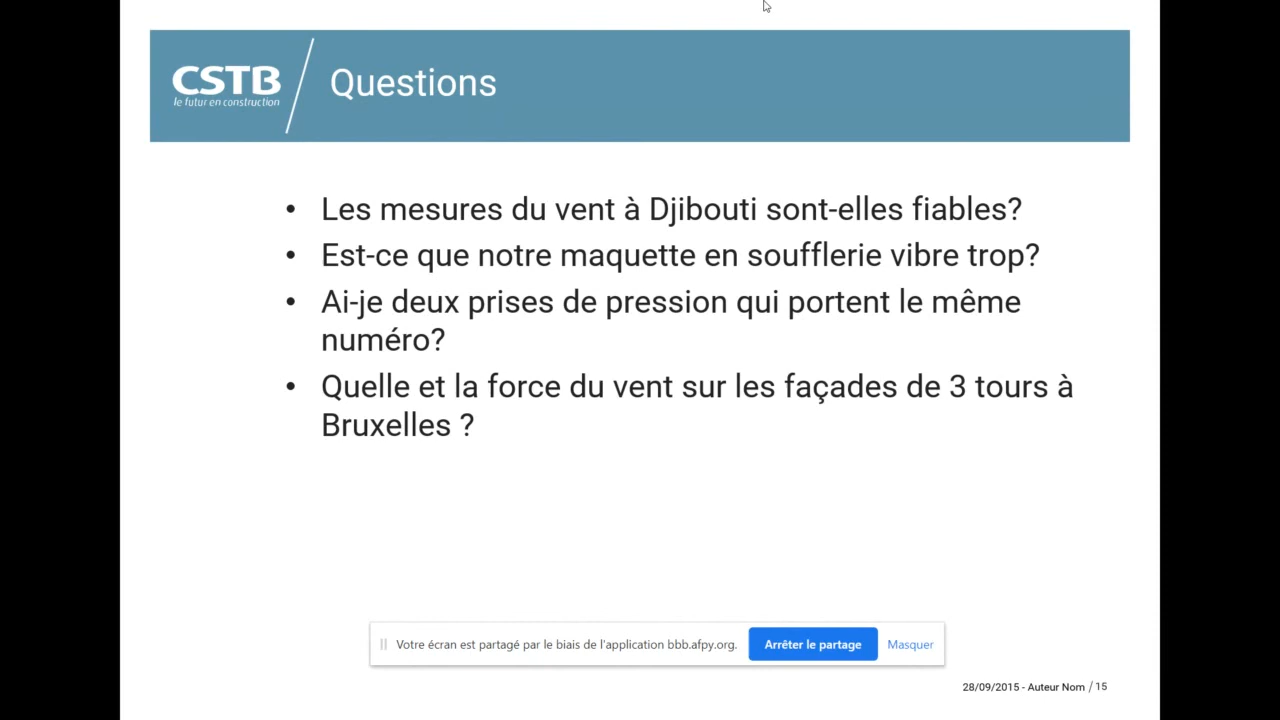 CSTB
le futur en construction
Questions
• Les mesures du vent à Djibouti sont-elles fiables?
• Est-ce que notre maquette en soufflerie vibre trop?
• Ai-je deux prises de pression qui portent le même
numéro?
• Quelle et la force du vent sur les façades de 3 tours à
Bruxelles ?
Votre écran est partagé par le biais de l'application bbb.afpy.org. Arrêter le partage Masquer
28/09/2015 - Auteur Nom / 15